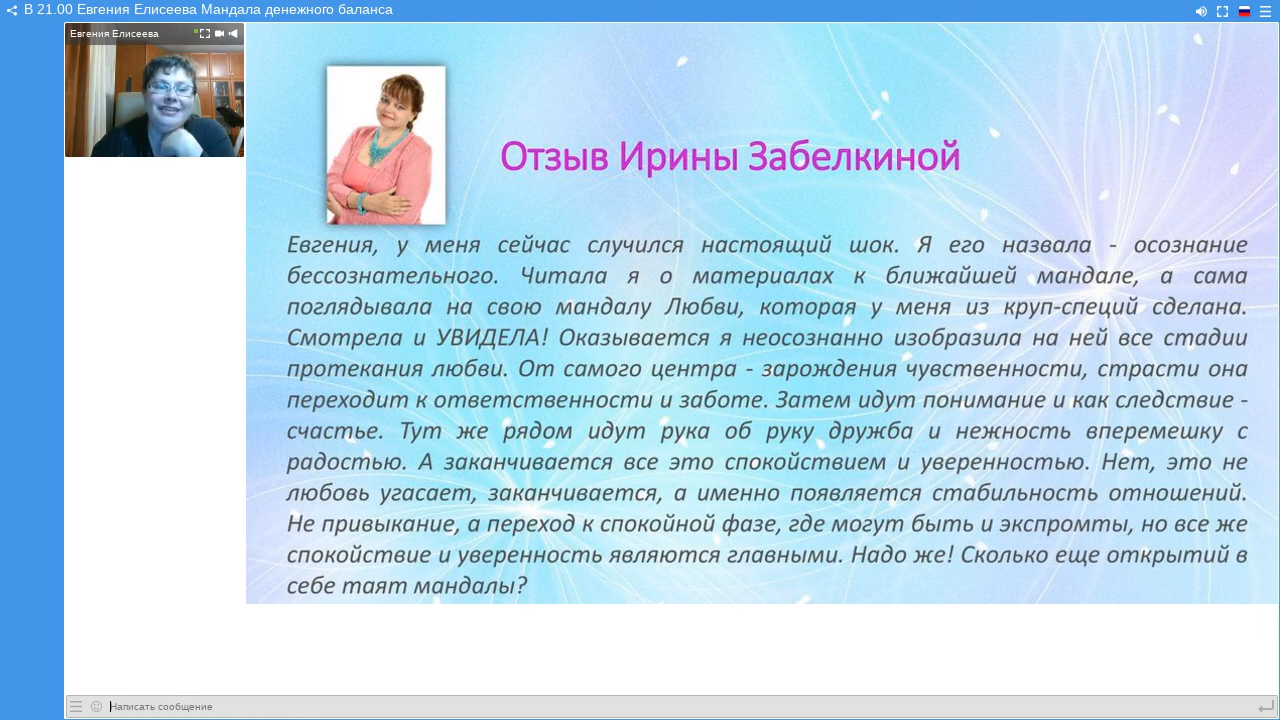 В 21.00 Евгения Елисеева Мандала денежного баланса
Евгения Елисеева
Отзыв Ирины Забелкиной
Евгения, у меня сейчас случился настоящий шок. Я его назвала - осознание
бессознательного. Читала я о материалах к ближайшей мандале, а сама
поглядывала на свою мандалу Любви, которая у меня из круп-специй сделана.
Смотрела и УВИДЕЛА! Оказывается я неосознанно изобразила на ней все стадии
протекания любви. От самого центра - зарождения чувственности, страсти она
переходит к ответственности и заботе. Затем идут понимание и как следствие -
счастье. Тут же рядом идут рука об руку дружба и нежность вперемешку с
радостью. А заканчивается все это спокойствием и уверенностью. Нет, это не
любовь угасает, заканчивается, а именно появляется стабильность отношений.
Не привыкание, а переход к спокойной фазе, где могут быть и экспромты, но все же
спокойствие и уверенность являются главными. Надо же! Сколько еще открытий в
себе таят мандалы?
Написать сообщение